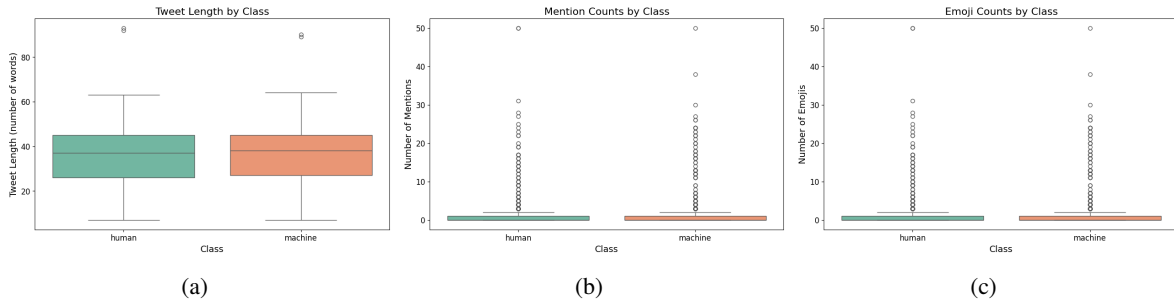 Tweet Length by Class
Tweet Length (number of words)
80
60
40
20
human
machine
Class
(a)
Mention Counts by Class
Number of Mentions
50
40
30
20
10
0
human
machine
Class
(b)
Emoji Counts by Class
Number of Emojis
50
40
30
20
10
0
human
machine
Class
(c)